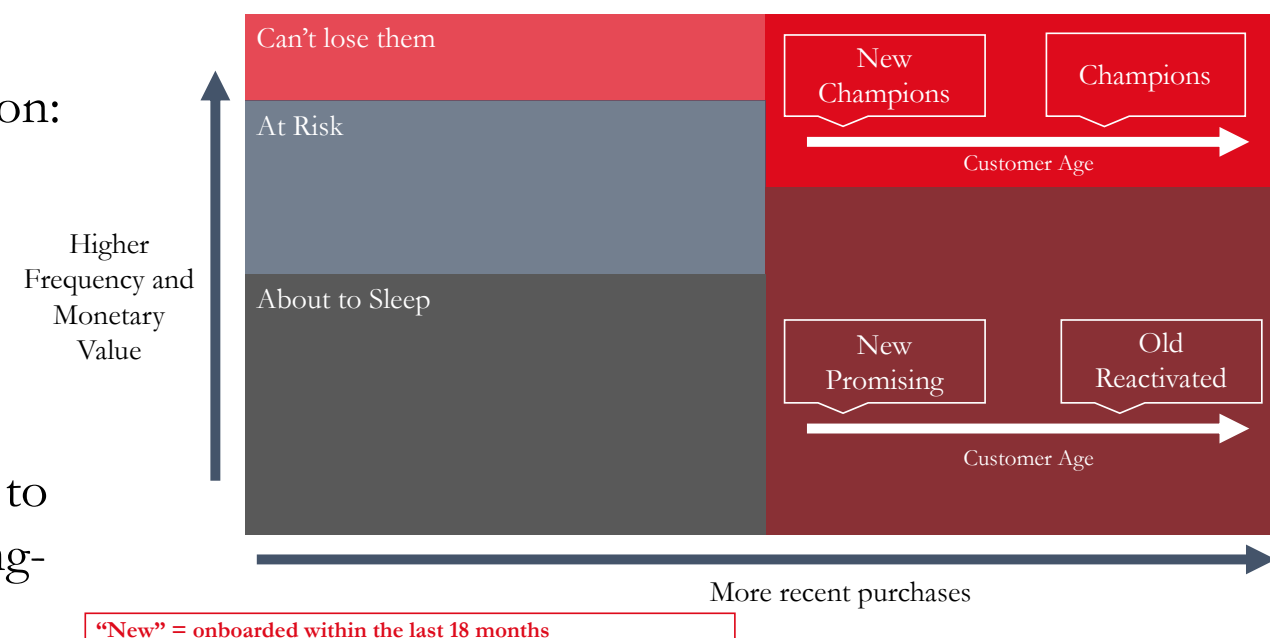 on:
Higher
Frequency and
Monetary
Value
to
g-
Can't lose them
At Risk
About to Sleep
New
Champions
Champions
Customer Age
New
Promising
Old
Reactivated
Customer Age
More recent purchases
“New” = onboarded within the last 18 months